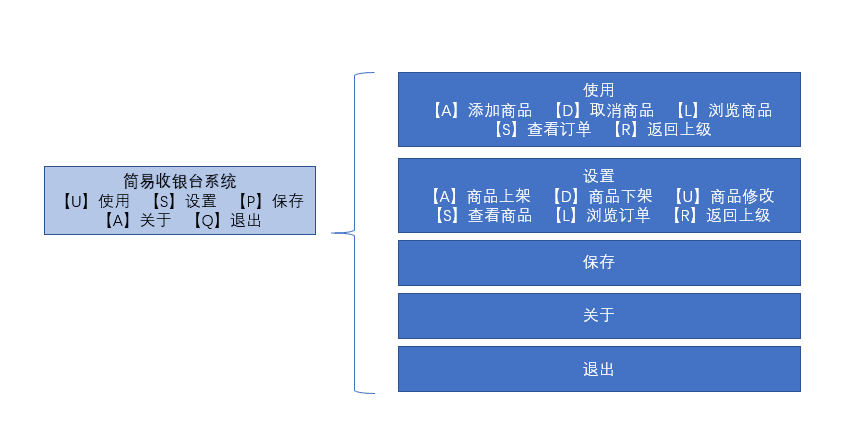 简易收银台系统
【U】使用 【S】设置 【P】保存
【A】关于 【Q】退出
使用
【A】添加商品 【D】取消商品 【L】浏览商品
【S】查看订单 【R】返回上级
设置
【A】商品上架 【D】商品下架 【U】商品修改
【S】查看商品 【L】浏览订单 【R】返回上级
保存
关于
退出